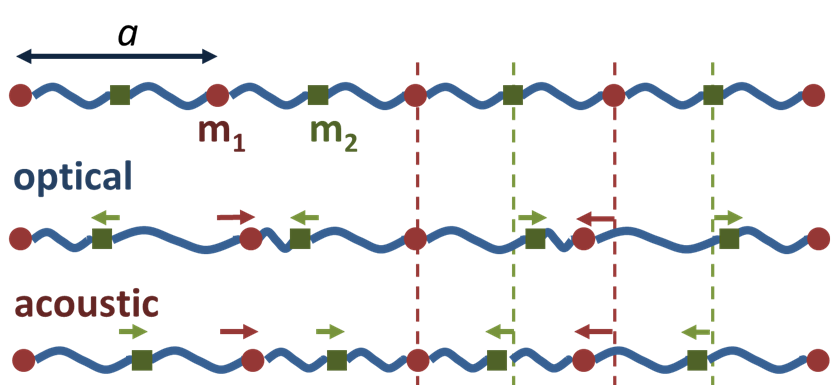 a
m₁ m₂
optical
acoustic